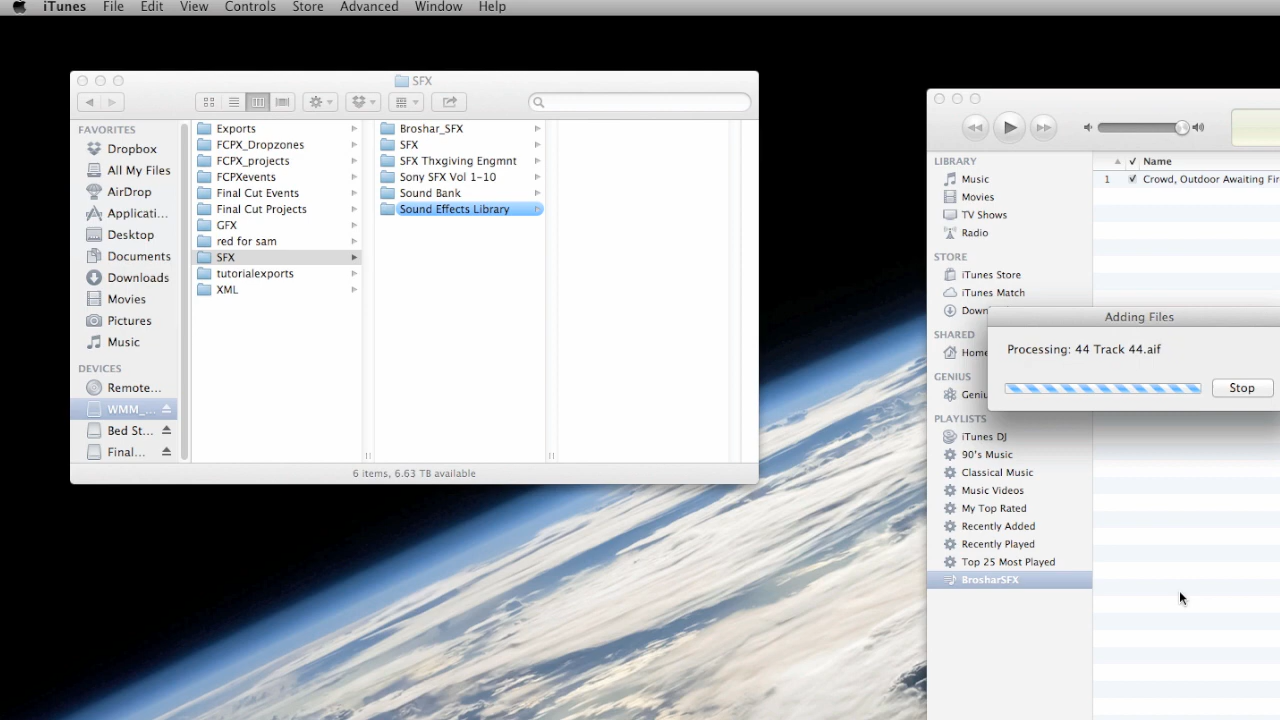 iTunes File Edit View Controls Store Advanced Window Help
SFX
FAVORITES
Dropbox
All My Files
AirDrop
Applicati...
Desktop
Documents
Downloads
Movies
Pictures
Music
DEVICES
Remote...
WMM_...
Bed St...
Final...
Exports
FCPX_Dropzones
FCPX_projects
FCPXevents
Final Cut Events
Final Cut Projects
GFX
red for sam
SFX
tutorialexports
XML
Broshar_SFX
SFX
SFX Thxgiving Engmnt
Sony SFX Vol 1-10
Sound Bank
Sound Effects Library
6 items, 6.63 TB available
LIBRARY
Music
Movies
TV Shows
Radio
STORE
iTunes Store
iTunes Match
Down
SHARED
Home
GENIUS
Geniu
PLAYLISTS
iTunes DJ
90's Music
Classical Music
Music Videos
My Top Rated
Recently Added
Recently Played
Top 25 Most Played
BrosharSFX
Name
1 Crowd, Outdoor Awaiting Fir
Adding Files
Processing: 44 Track 44.aif
Stop